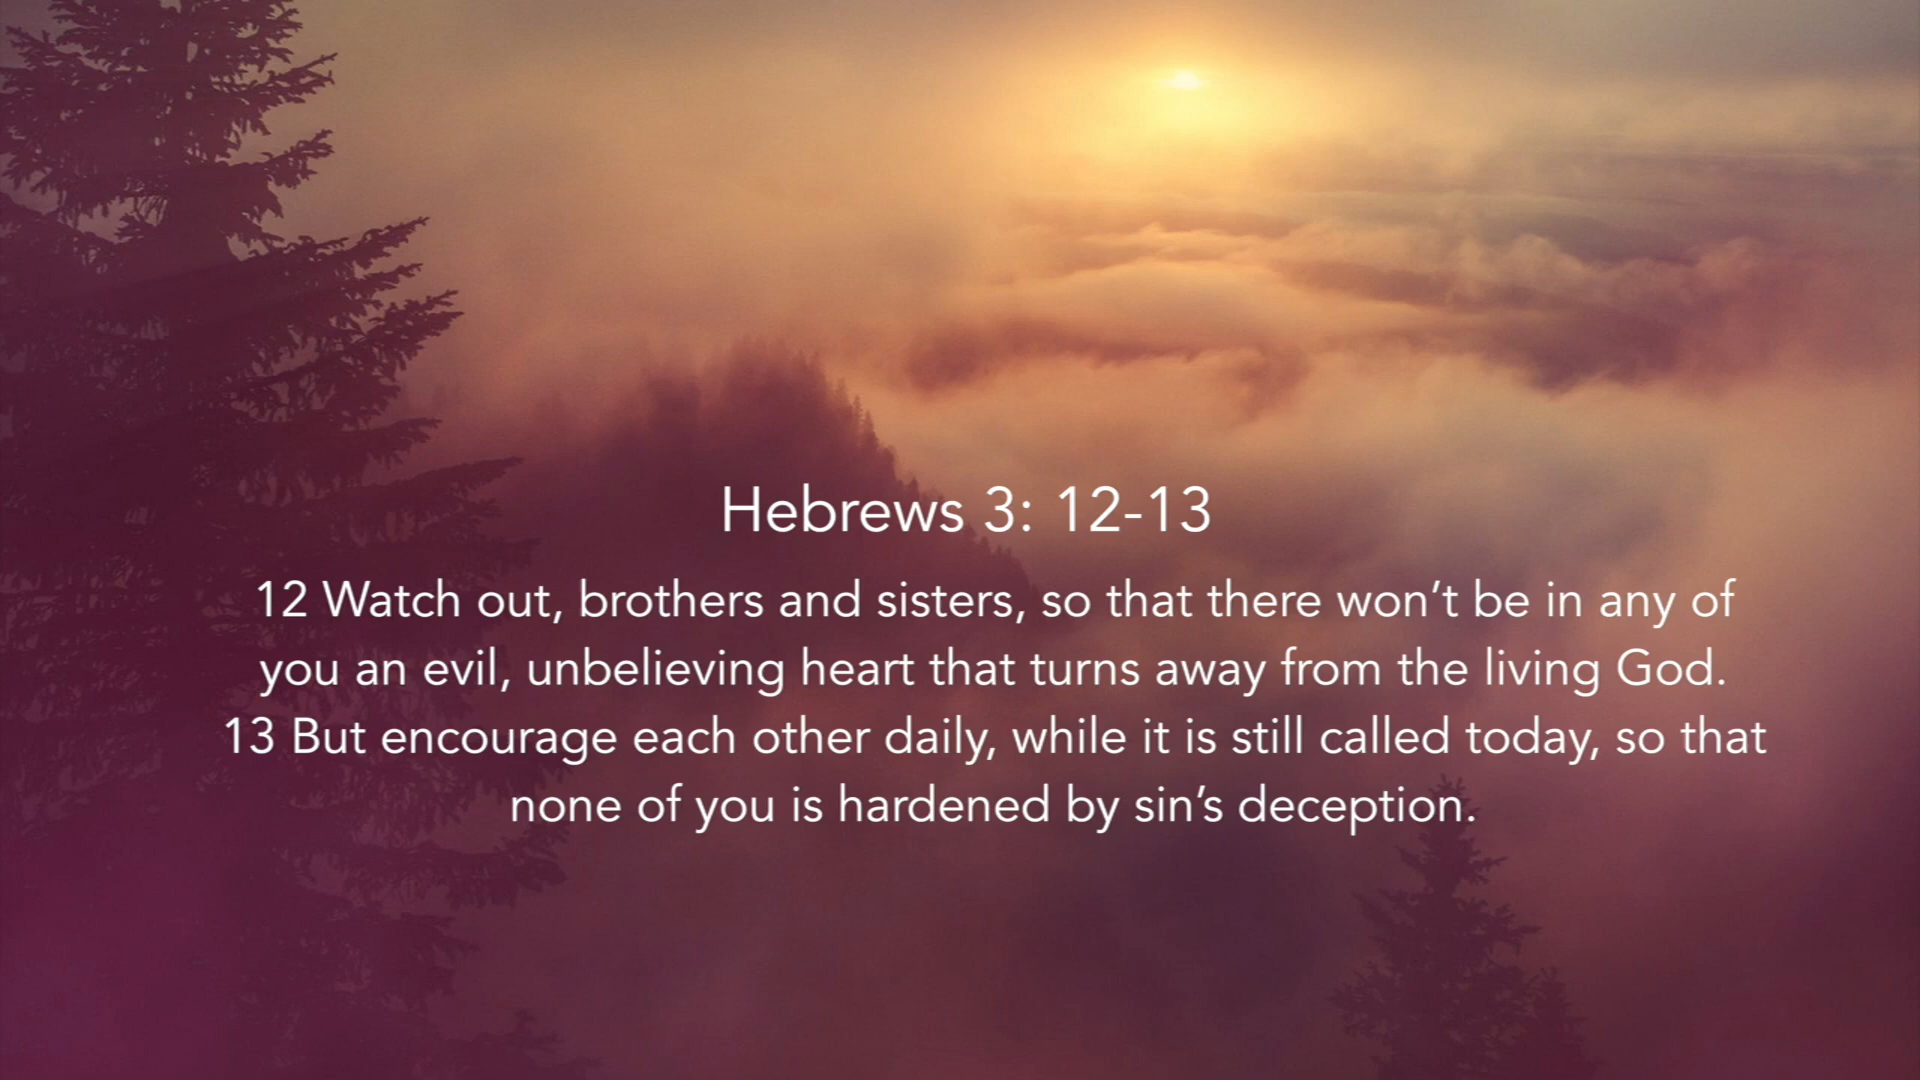 Hebrews 3: 12-13
12 Watch out, brothers and sisters, so that there won’t be in any of
you an evil, unbelieving heart that turns away from the living God.
13 But encourage each other daily, while it is still called today, so that
none of you is hardened by sin’s deception.